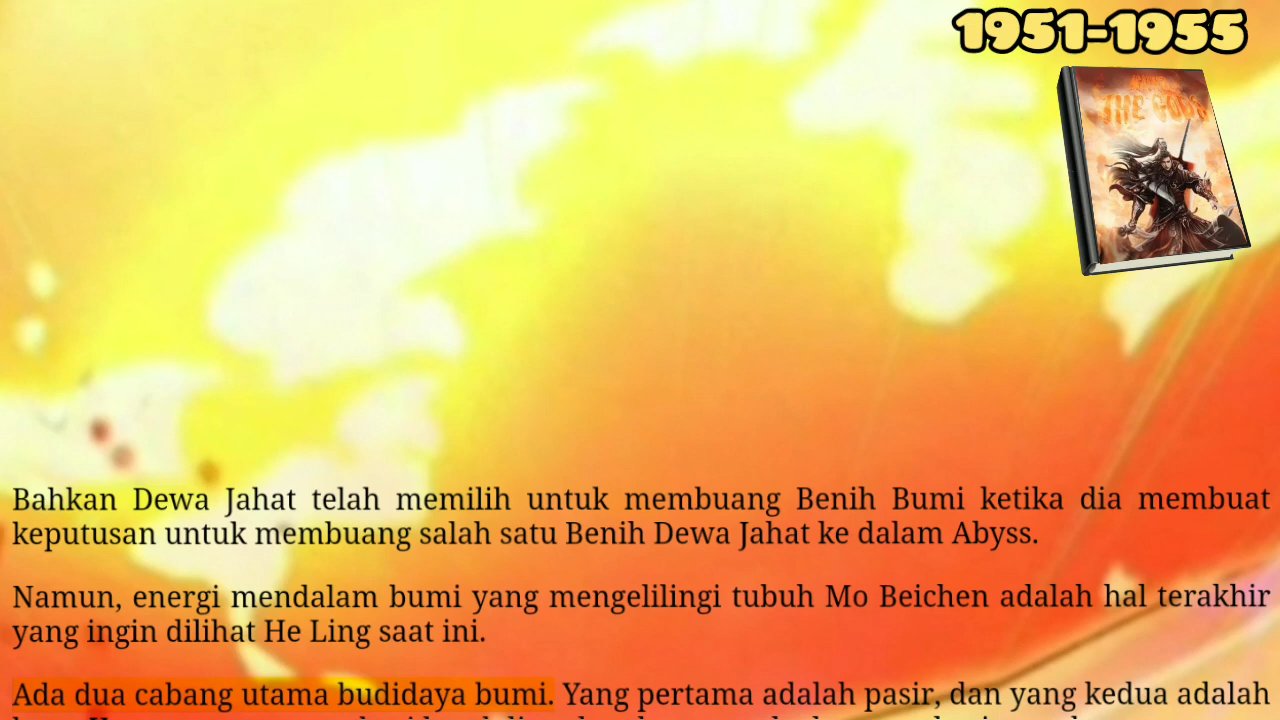 1951-1955
AGAINST
THE GODS
Bahkan Dewa Jahat telah memilih untuk membuang Benih Bumi ketika dia membuat
keputusan untuk membuang salah satu Benih Dewa Jahat ke dalam Abyss.
Namun, energi mendalam bumi yang mengelilingi tubuh Mo Beichen adalah hal terakhir
yang ingin dilihat He Ling saat ini.
Ada dua cabang utama budidaya bumi. Yang pertama adalah pasir, dan yang kedua adalah